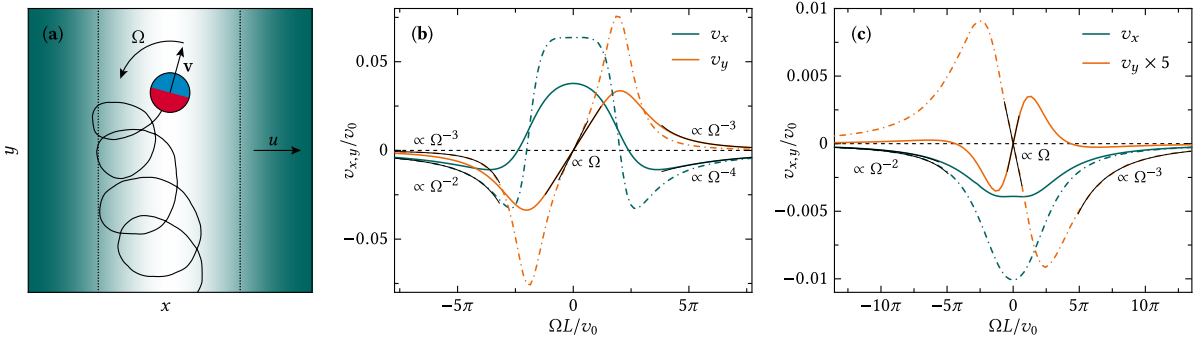 (a)
Ω
v
u
y
x
(b)
v_x
v_y
0.05
0
−0.05
v_{x,y}/v_0
∝ Ω^{−3}
∝ Ω^{−2}
∝ Ω
∝ Ω^{−3}
∝ Ω^{−4}
−5π
0
5π
ΩL/v_0
(c)
v_x
v_y × 5
0.01
0.005
0
−0.005
−0.01
v_{x,y}/v_0
∝ Ω^{−2}
∝ Ω
∝ Ω^{−3}
−10π
−5π
0
5π
10π
ΩL/v_0